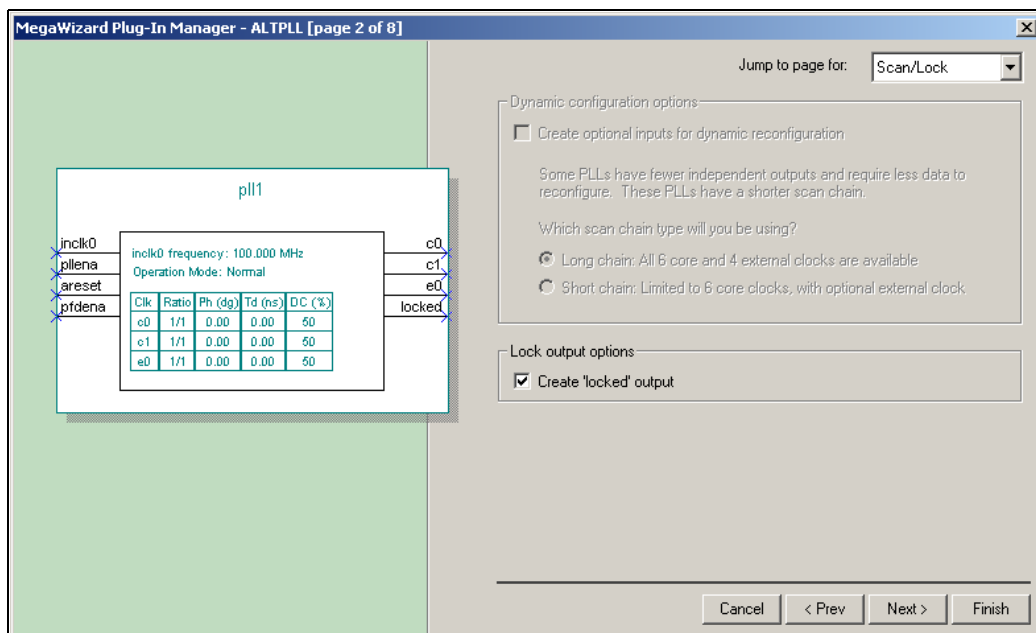 MegaWizard Plug-In Manager - ALTPLL [page 2 of 8]
Jump to page for: Scan/Lock
Dynamic configuration options
Create optional inputs for dynamic reconfiguration
Some PLLs have fewer independent outputs and require less data to
reconfigure. These PLLs have a shorter scan chain.
Which scan chain type will you be using?
Long chain: All 6 core and 4 external clocks are available
Short chain: Limited to 6 core clocks, with optional external clock
Lock output options
Create 'locked' output
pll1
inclk0
pllena
areset
pfdena
inclk0 frequency: 100.000 MHz
Operation Mode: Normal
Clk Ratio Ph (dg) Td (ns) DC (%)
c0 1/1 0.00 0.00 50
c1 1/1 0.00 0.00 50
e0 1/1 0.00 0.00 50
c0
c1
e0
locked
Cancel < Prev Next > Finish